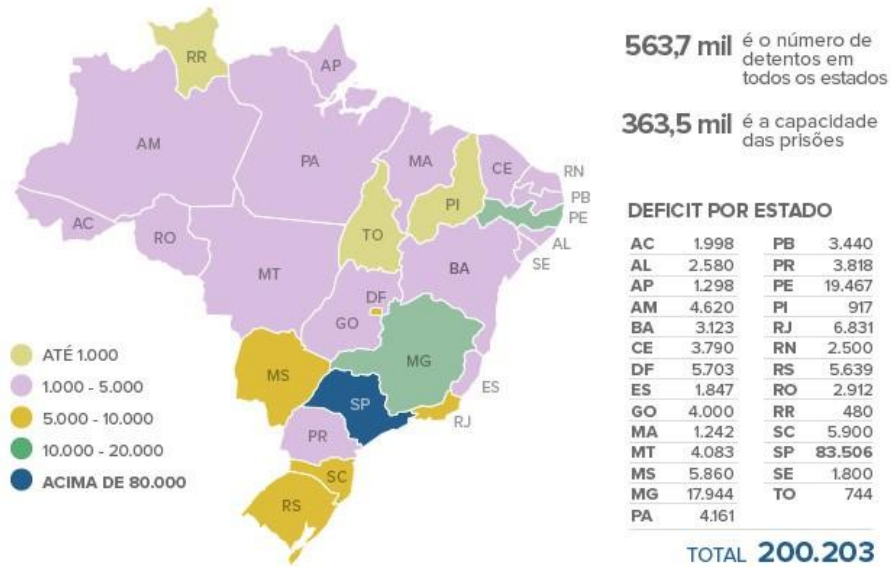 563,7 mil é o número de
detentos em
todos os estados
363,5 mil é a capacidade
das prisões
RR
AP
AM
PA
MA
CE
RN
PB
PE
PI
AL
SE
AC
RO
TO
BA
MT
DF
GO
MG
MS
ES
SP
RJ
PR
SC
RS
ATÉ 1.000
1.000 - 5.000
5.000 - 10.000
10.000 - 20.000
ACIMA DE 80.000
DEFICIT POR ESTADO
AC 1.998 PB 3.440
AL 2.580 PR 3.818
AP 1.298 PE 19.467
AM 4.620 PI 917
BA 3.123 RJ 6.831
CE 3.790 RN 2.500
DF 5.703 RS 5.639
ES 1.847 RO 2.912
GO 4.000 RR 480
MA 1.242 SC 5.900
MT 4.083 SP 83.506
MS 5.860 SE 1.800
MG 17.944 TO 744
PA 4.161
TOTAL 200.203